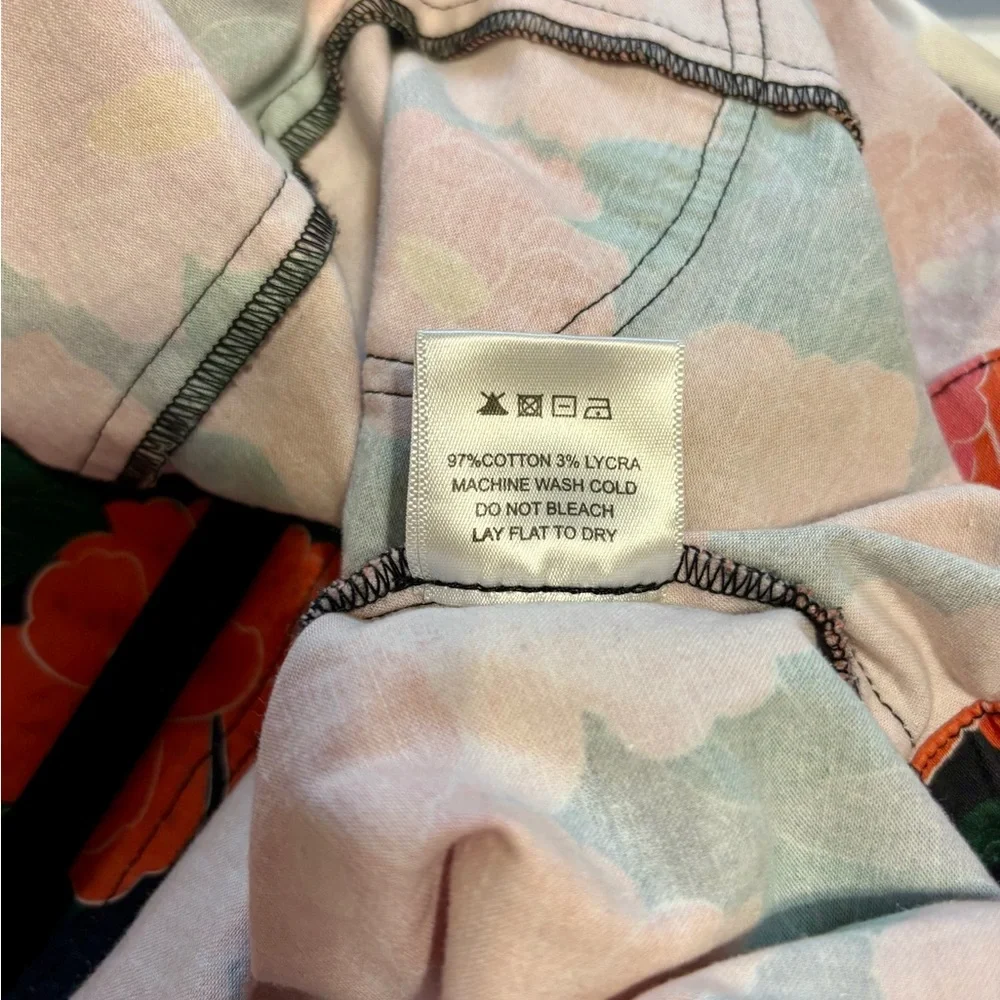 97%COTTON 3% LYCRA
MACHINE WASH COLD
DO NOT BLEACH
LAY FLAT TO DRY